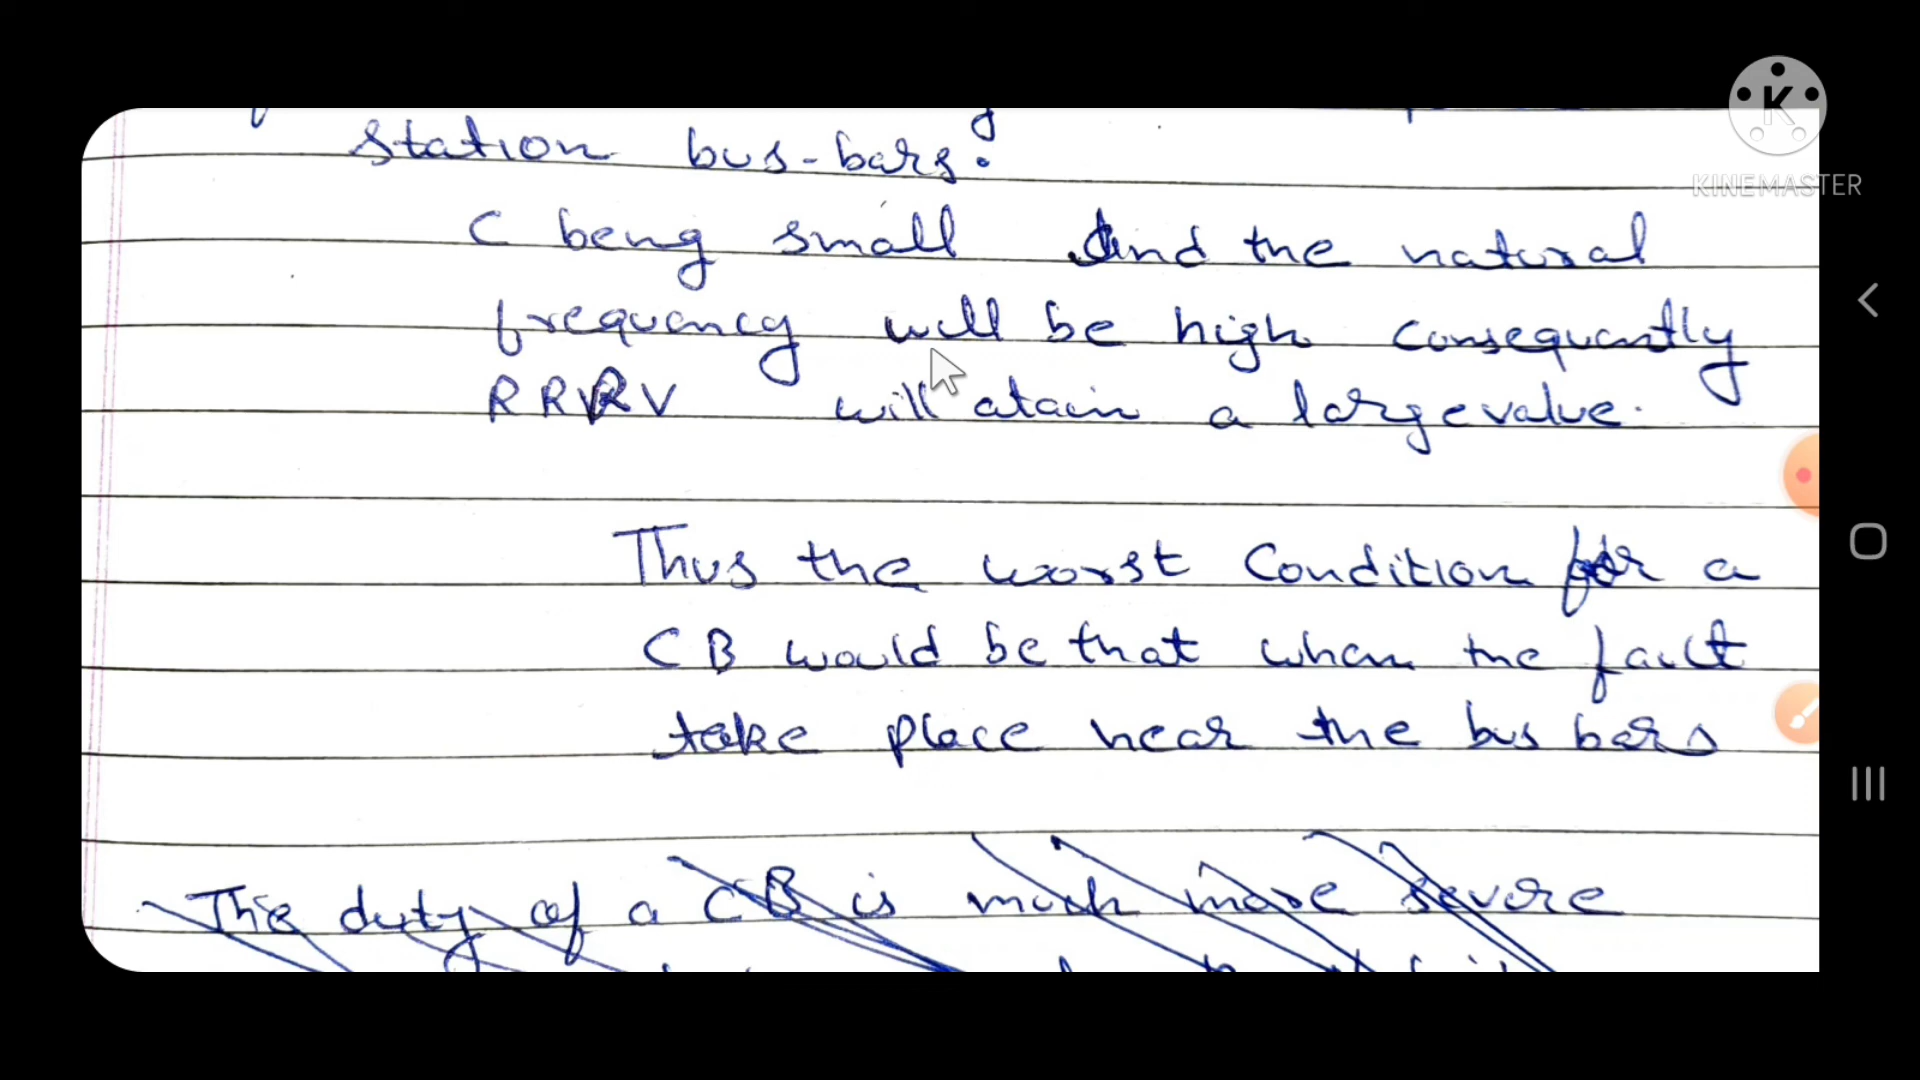 station bus-bars.
C being small and the natural
frequency will be high consequantly
RRRV will atain a large value.
Thus the worst Condition for a
CB would be that when the fault
take place near the bus bars
The duty of a CB is much more severe
KINEMASTER